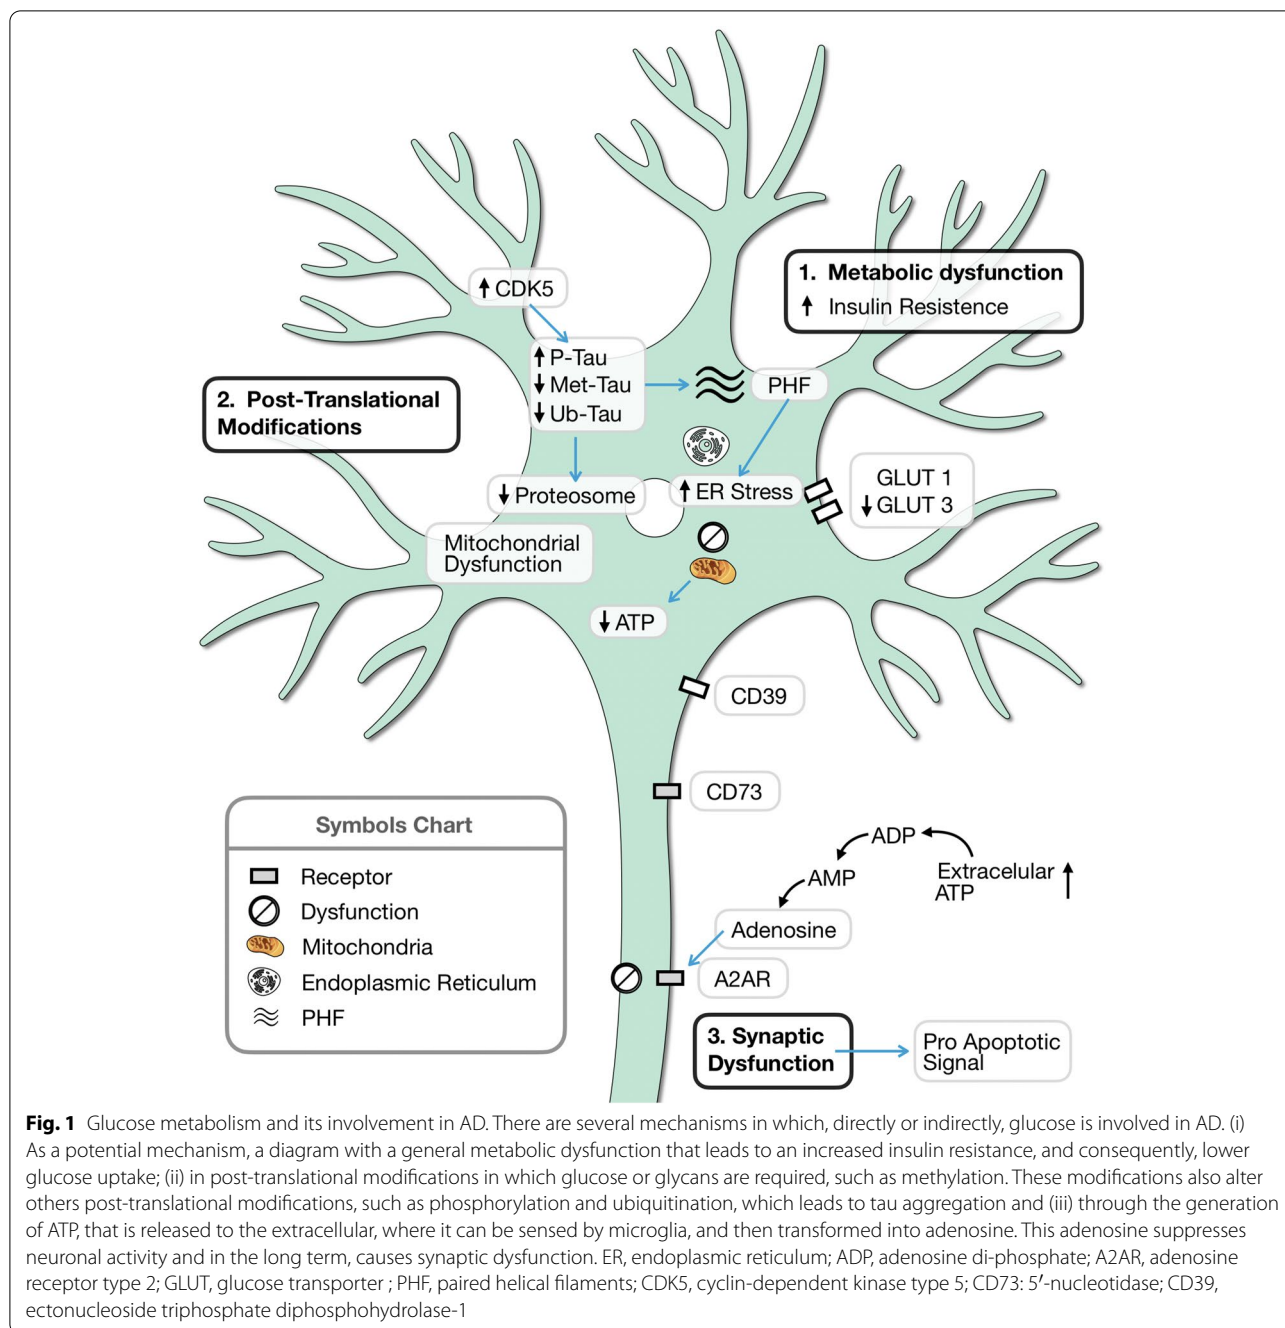 1. Metabolic dysfunction
↑ Insulin Resistence
↑ CDK5
↑ P-Tau
↓ Met-Tau
↓ Ub-Tau
PHF
2. Post-Translational
Modifications
GLUT 1
↓ GLUT 3
↓ Proteosome
↑ ER Stress
Mitochondrial
Dysfunction
↓ ATP
CD39
CD73
Symbols Chart
Receptor
Dysfunction
Mitochondria
Endoplasmic Reticulum
PHF
ADP
AMP
Extracelular
ATP ↑
Adenosine
A2AR
3. Synaptic
Dysfunction
Pro Apoptotic
Signal
Fig. 1 Glucose metabolism and its involvement in AD. There are several mechanisms in which, directly or indirectly, glucose is involved in AD. (i)
As a potential mechanism, a diagram with a general metabolic dysfunction that leads to an increased insulin resistance, and consequently, lower
glucose uptake; (ii) in post-translational modifications in which glucose or glycans are required, such as methylation. These modifications also alter
others post-translational modifications, such as phosphorylation and ubiquitination, which leads to tau aggregation and (iii) through the generation
of ATP, that is released to the extracellular, where it can be sensed by microglia, and then transformed into adenosine. This adenosine suppresses
neuronal activity and in the long term, causes synaptic dysfunction. ER, endoplasmic reticulum; ADP, adenosine di-phosphate; A2AR, adenosine
receptor type 2; GLUT, glucose transporter ; PHF, paired helical filaments; CDK5, cyclin-dependent kinase type 5; CD73: 5′-nucleotidase; CD39,
ectonucleoside triphosphate diphosphohydrolase-1